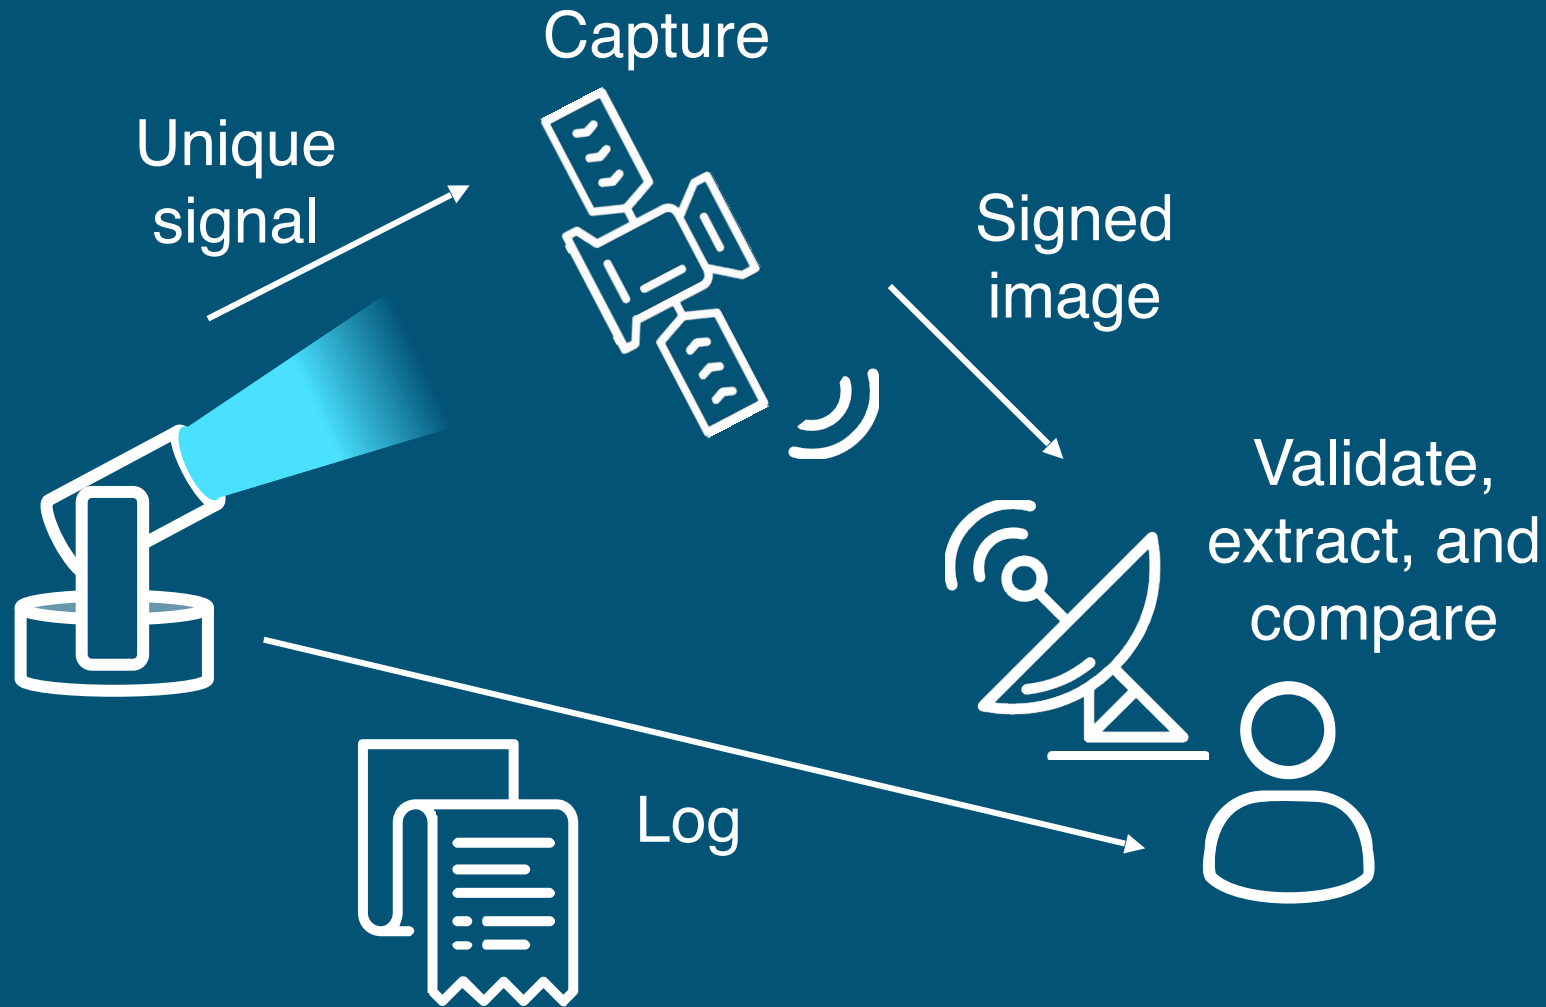 Capture
Unique
signal
Signed
image
Validate,
extract, and
compare
Log